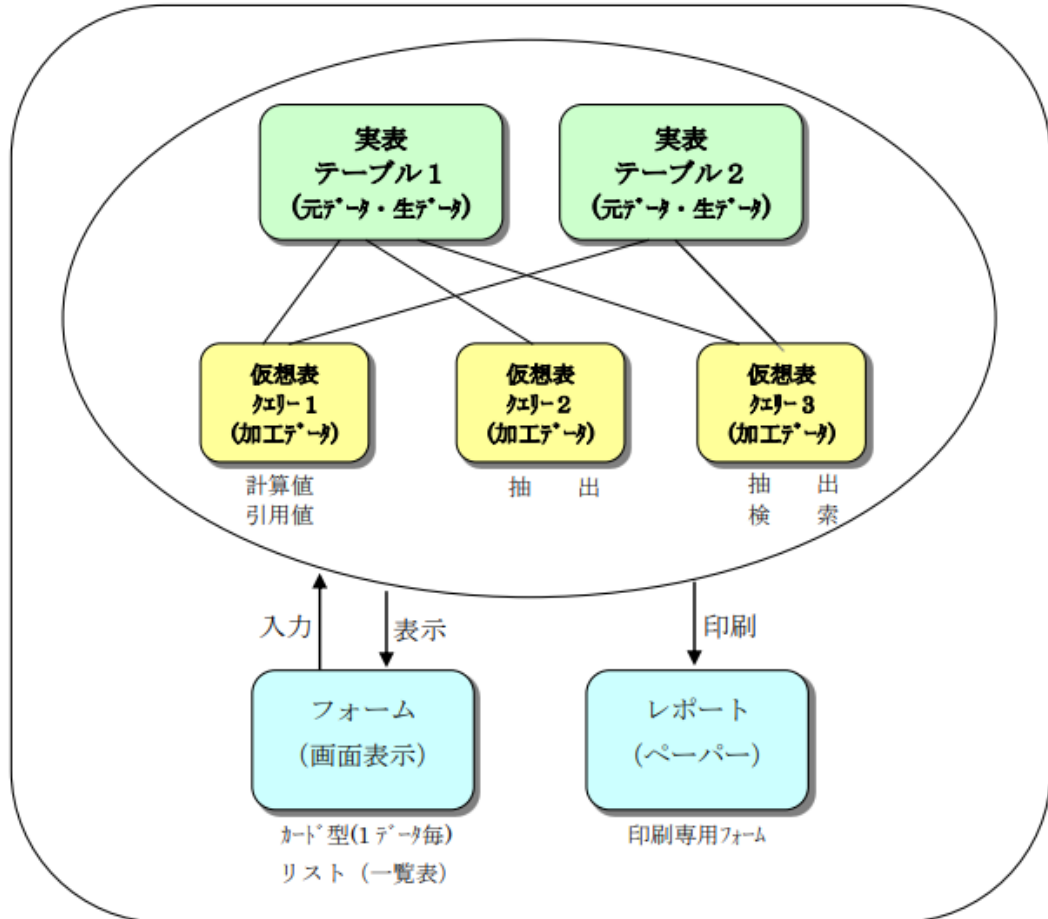 実表
テーブル1
(元ﾃﾞｰﾀ・生ﾃﾞｰﾀ)
実表
テーブル2
(元ﾃﾞｰﾀ・生ﾃﾞｰﾀ)
仮想表
ｸｴﾘｰ1
(加工ﾃﾞｰﾀ)
計算値
引用値
仮想表
ｸｴﾘｰ2
(加工ﾃﾞｰﾀ)
抽　出
仮想表
ｸｴﾘｰ3
(加工ﾃﾞｰﾀ)
抽　出
検　索
入力
表示
印刷
フォーム
（画面表示）
ｶｰﾄﾞ型(1ﾃﾞｰﾀ毎)
リスト（一覧表）
レポート
（ペーパー）
印刷専用ﾌｫｰﾑ